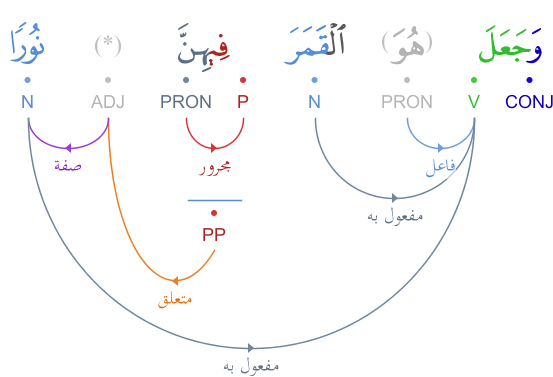 وَجَعَلَ (هُوَ) ٱلْقَمَرَ فِيهِنَّ (*) نُورًا
CONJ V PRON N P PRON ADJ N
فاعل مجرور صفة
مفعول به
PP
متعلق
مفعول به